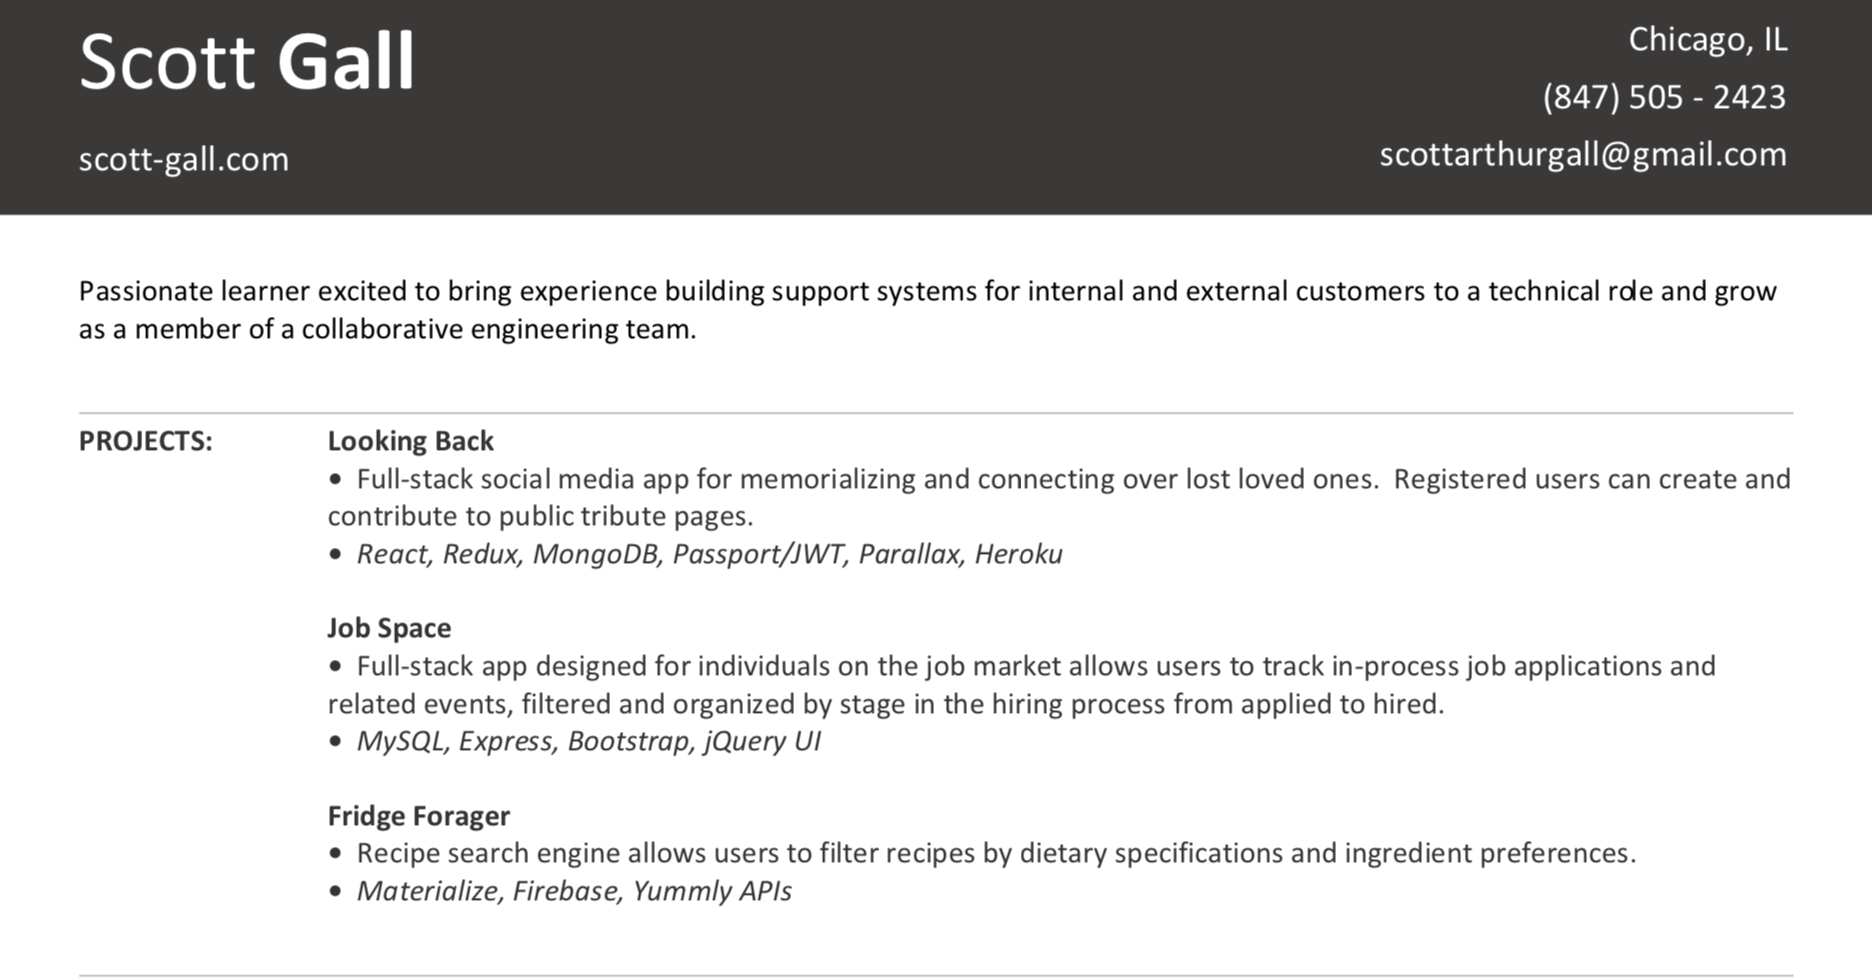 Scott Gall
scott-gall.com
Chicago, IL
(847) 505 - 2423
scottarthurgall@gmail.com
Passionate learner excited to bring experience building support systems for internal and external customers to a technical role and grow
as a member of a collaborative engineering team.
PROJECTS:
Looking Back
• Full-stack social media app for memorializing and connecting over lost loved ones.  Registered users can create and
contribute to public tribute pages.
• React, Redux, MongoDB, Passport/JWT, Parallax, Heroku
Job Space
• Full-stack app designed for individuals on the job market allows users to track in-process job applications and
related events, filtered and organized by stage in the hiring process from applied to hired.
• MySQL, Express, Bootstrap, jQuery UI
Fridge Forager
• Recipe search engine allows users to filter recipes by dietary specifications and ingredient preferences.
• Materialize, Firebase, Yummly APIs